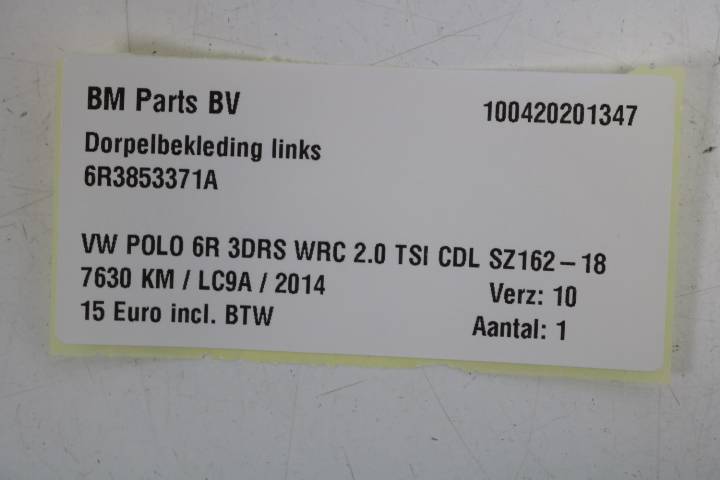 BM Parts BV 100420201347
Dorpelbekleding links
6R3853371A
VW POLO 6R 3DRS WRC 2.0 TSI CDL SZ162-18
7630 KM / LC9A / 2014 Verz: 10
15 Euro incl. BTW Aantal: 1